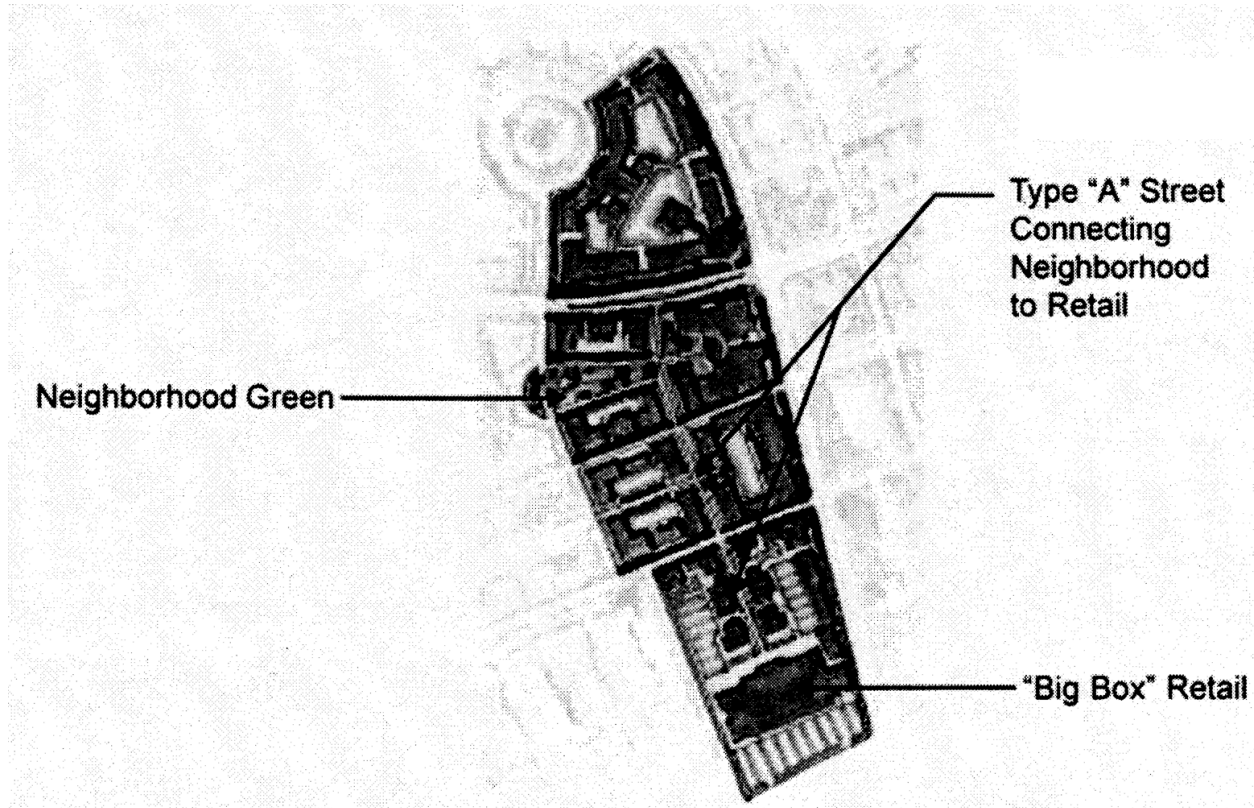 Type “A” Street
Connecting
Neighborhood
to Retail
Neighborhood Green
“Big Box” Retail